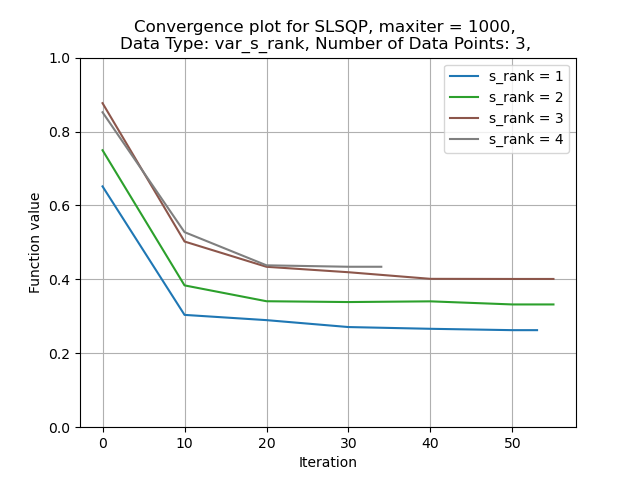 Convergence plot for SLSQP, maxiter = 1000,
Data Type: var_s_rank, Number of Data Points: 3,
s_rank = 1
s_rank = 2
s_rank = 3
s_rank = 4
Function value
1.0
0.8
0.6
0.4
0.2
0.0
0 10 20 30 40 50
Iteration